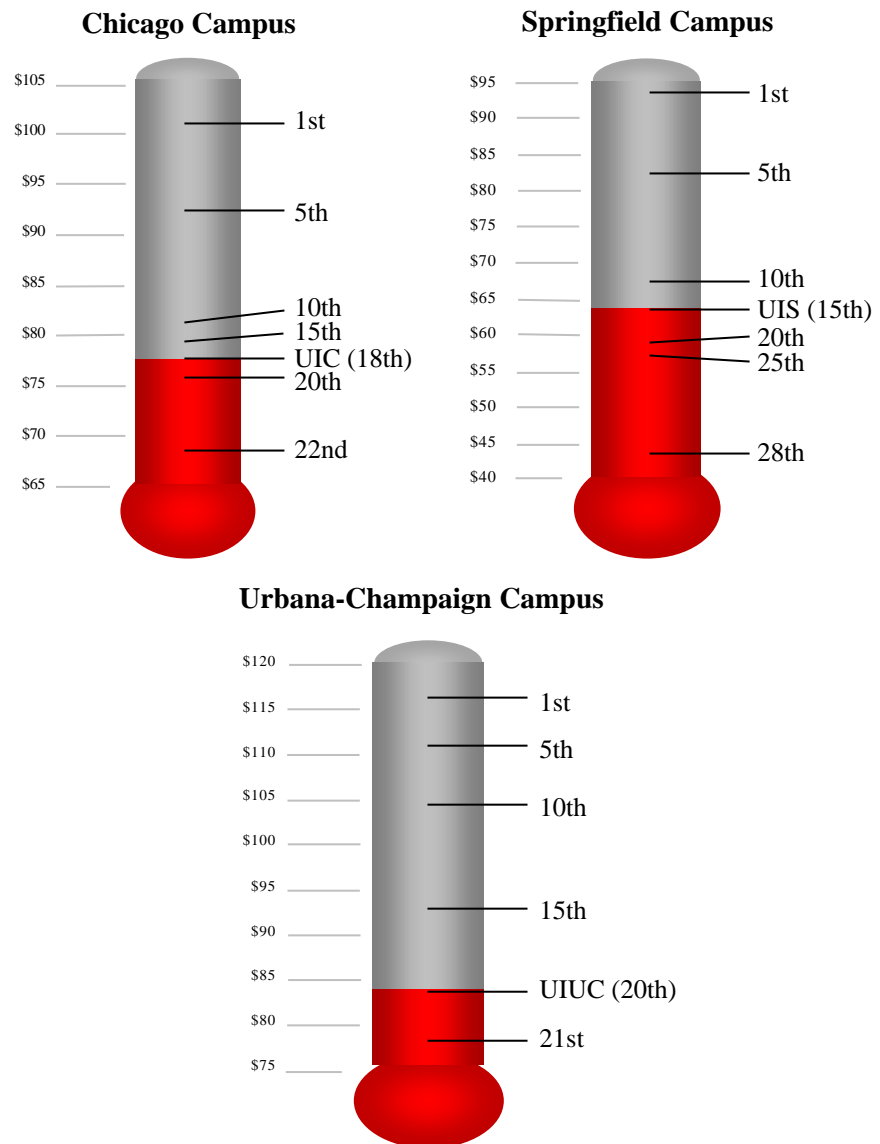 Chicago Campus
$105
$100
$95
$90
$85
$80
$75
$70
$65
1st
5th
10th
15th
UIC (18th)
20th
22nd
Springfield Campus
$95
$90
$85
$80
$75
$70
$65
$60
$55
$50
$45
$40
1st
5th
10th
UIS (15th)
20th
25th
28th
Urbana-Champaign Campus
$120
$115
$110
$105
$100
$95
$90
$85
$80
$75
1st
5th
10th
15th
UIUC (20th)
21st